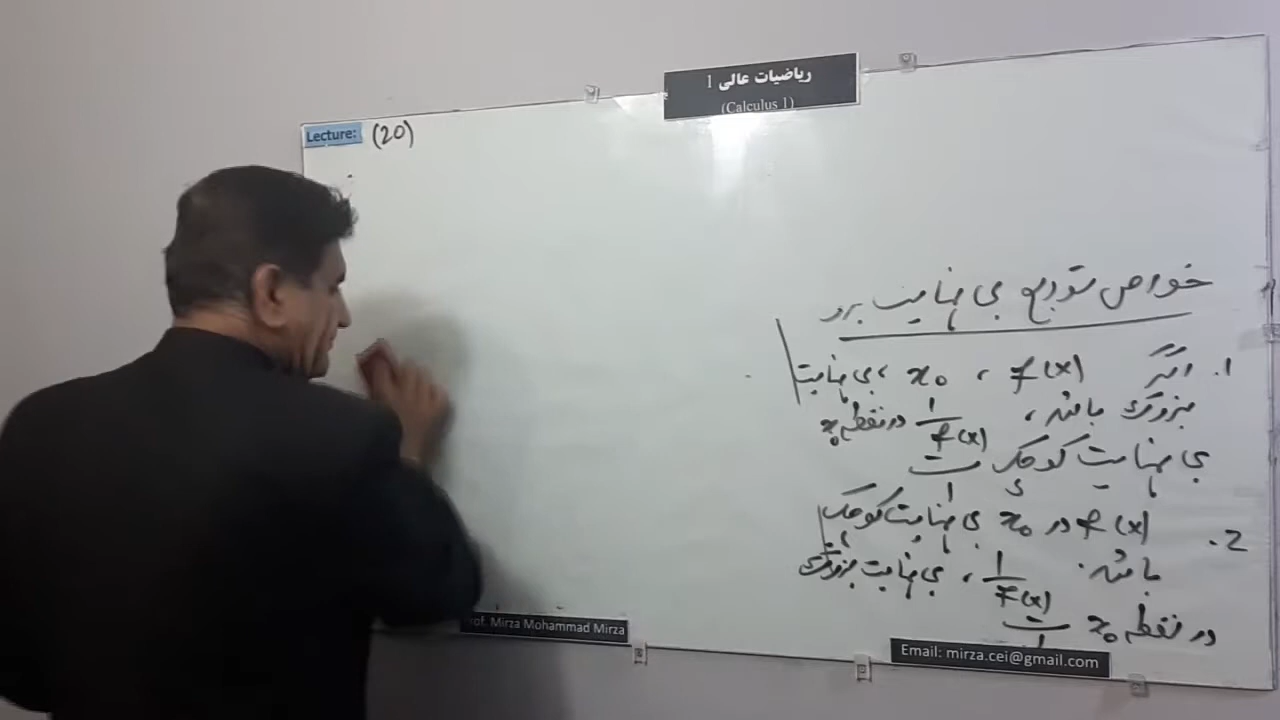 ریاضیات عالی 1
(Calculus 1)
Lecture: (20)
خواص توابع بی نهایت بزرگ
1. اگر f(x) ، x₀ ، بی نهایت
بزرگ باشد ، 1/f(x) در نقطه x₀
بی نهایت کوچک است
2. f(x) در x₀ بی نهایت کوچک
باشد. 1/f(x) ، بی نهایت بزرگ
در نقطه x₀ است
Prof. Mirza Mohammad Mirza
Email: mirza.cei@gmail.com